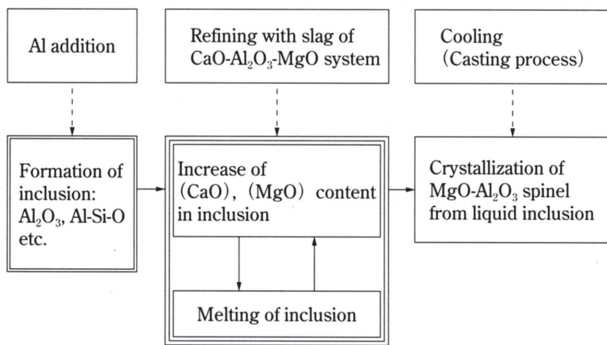 Al addition
Refining with slag of
CaO-Al₂O₃-MgO system
Cooling
(Casting process)
Formation of
inclusion:
Al₂O₃, Al-Si-O
etc.
Increase of
(CaO), (MgO) content
in inclusion
Melting of inclusion
Crystallization of
MgO-Al₂O₃ spinel
from liquid inclusion